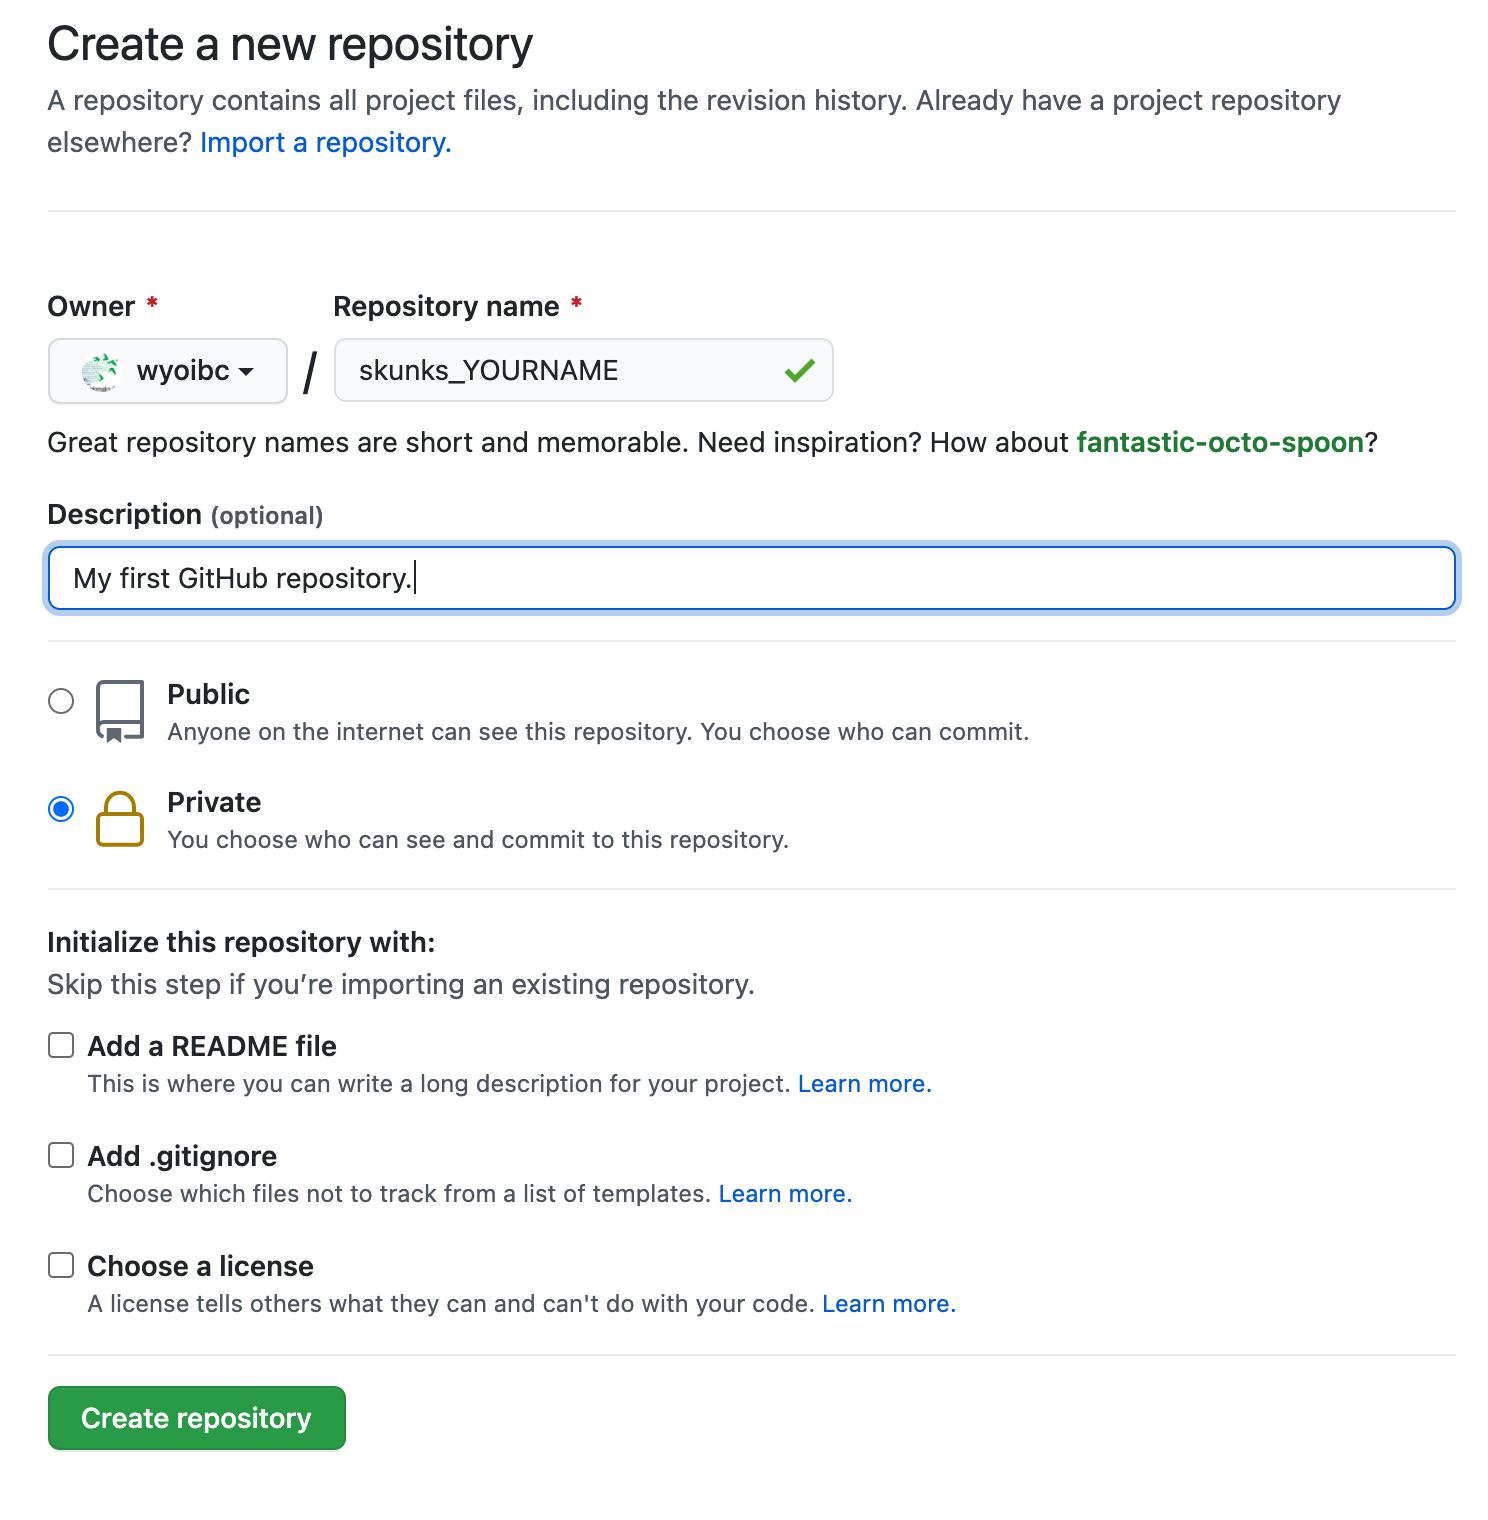 Create a new repository
A repository contains all project files, including the revision history. Already have a project repository
elsewhere? Import a repository.
Owner * Repository name *
wyoibc / skunks_YOURNAME
Great repository names are short and memorable. Need inspiration? How about fantastic-octo-spoon?
Description (optional)
My first GitHub repository.
Public
Anyone on the internet can see this repository. You choose who can commit.
Private
You choose who can see and commit to this repository.
Initialize this repository with:
Skip this step if you’re importing an existing repository.
Add a README file
This is where you can write a long description for your project. Learn more.
Add .gitignore
Choose which files not to track from a list of templates. Learn more.
Choose a license
A license tells others what they can and can't do with your code. Learn more.
Create repository